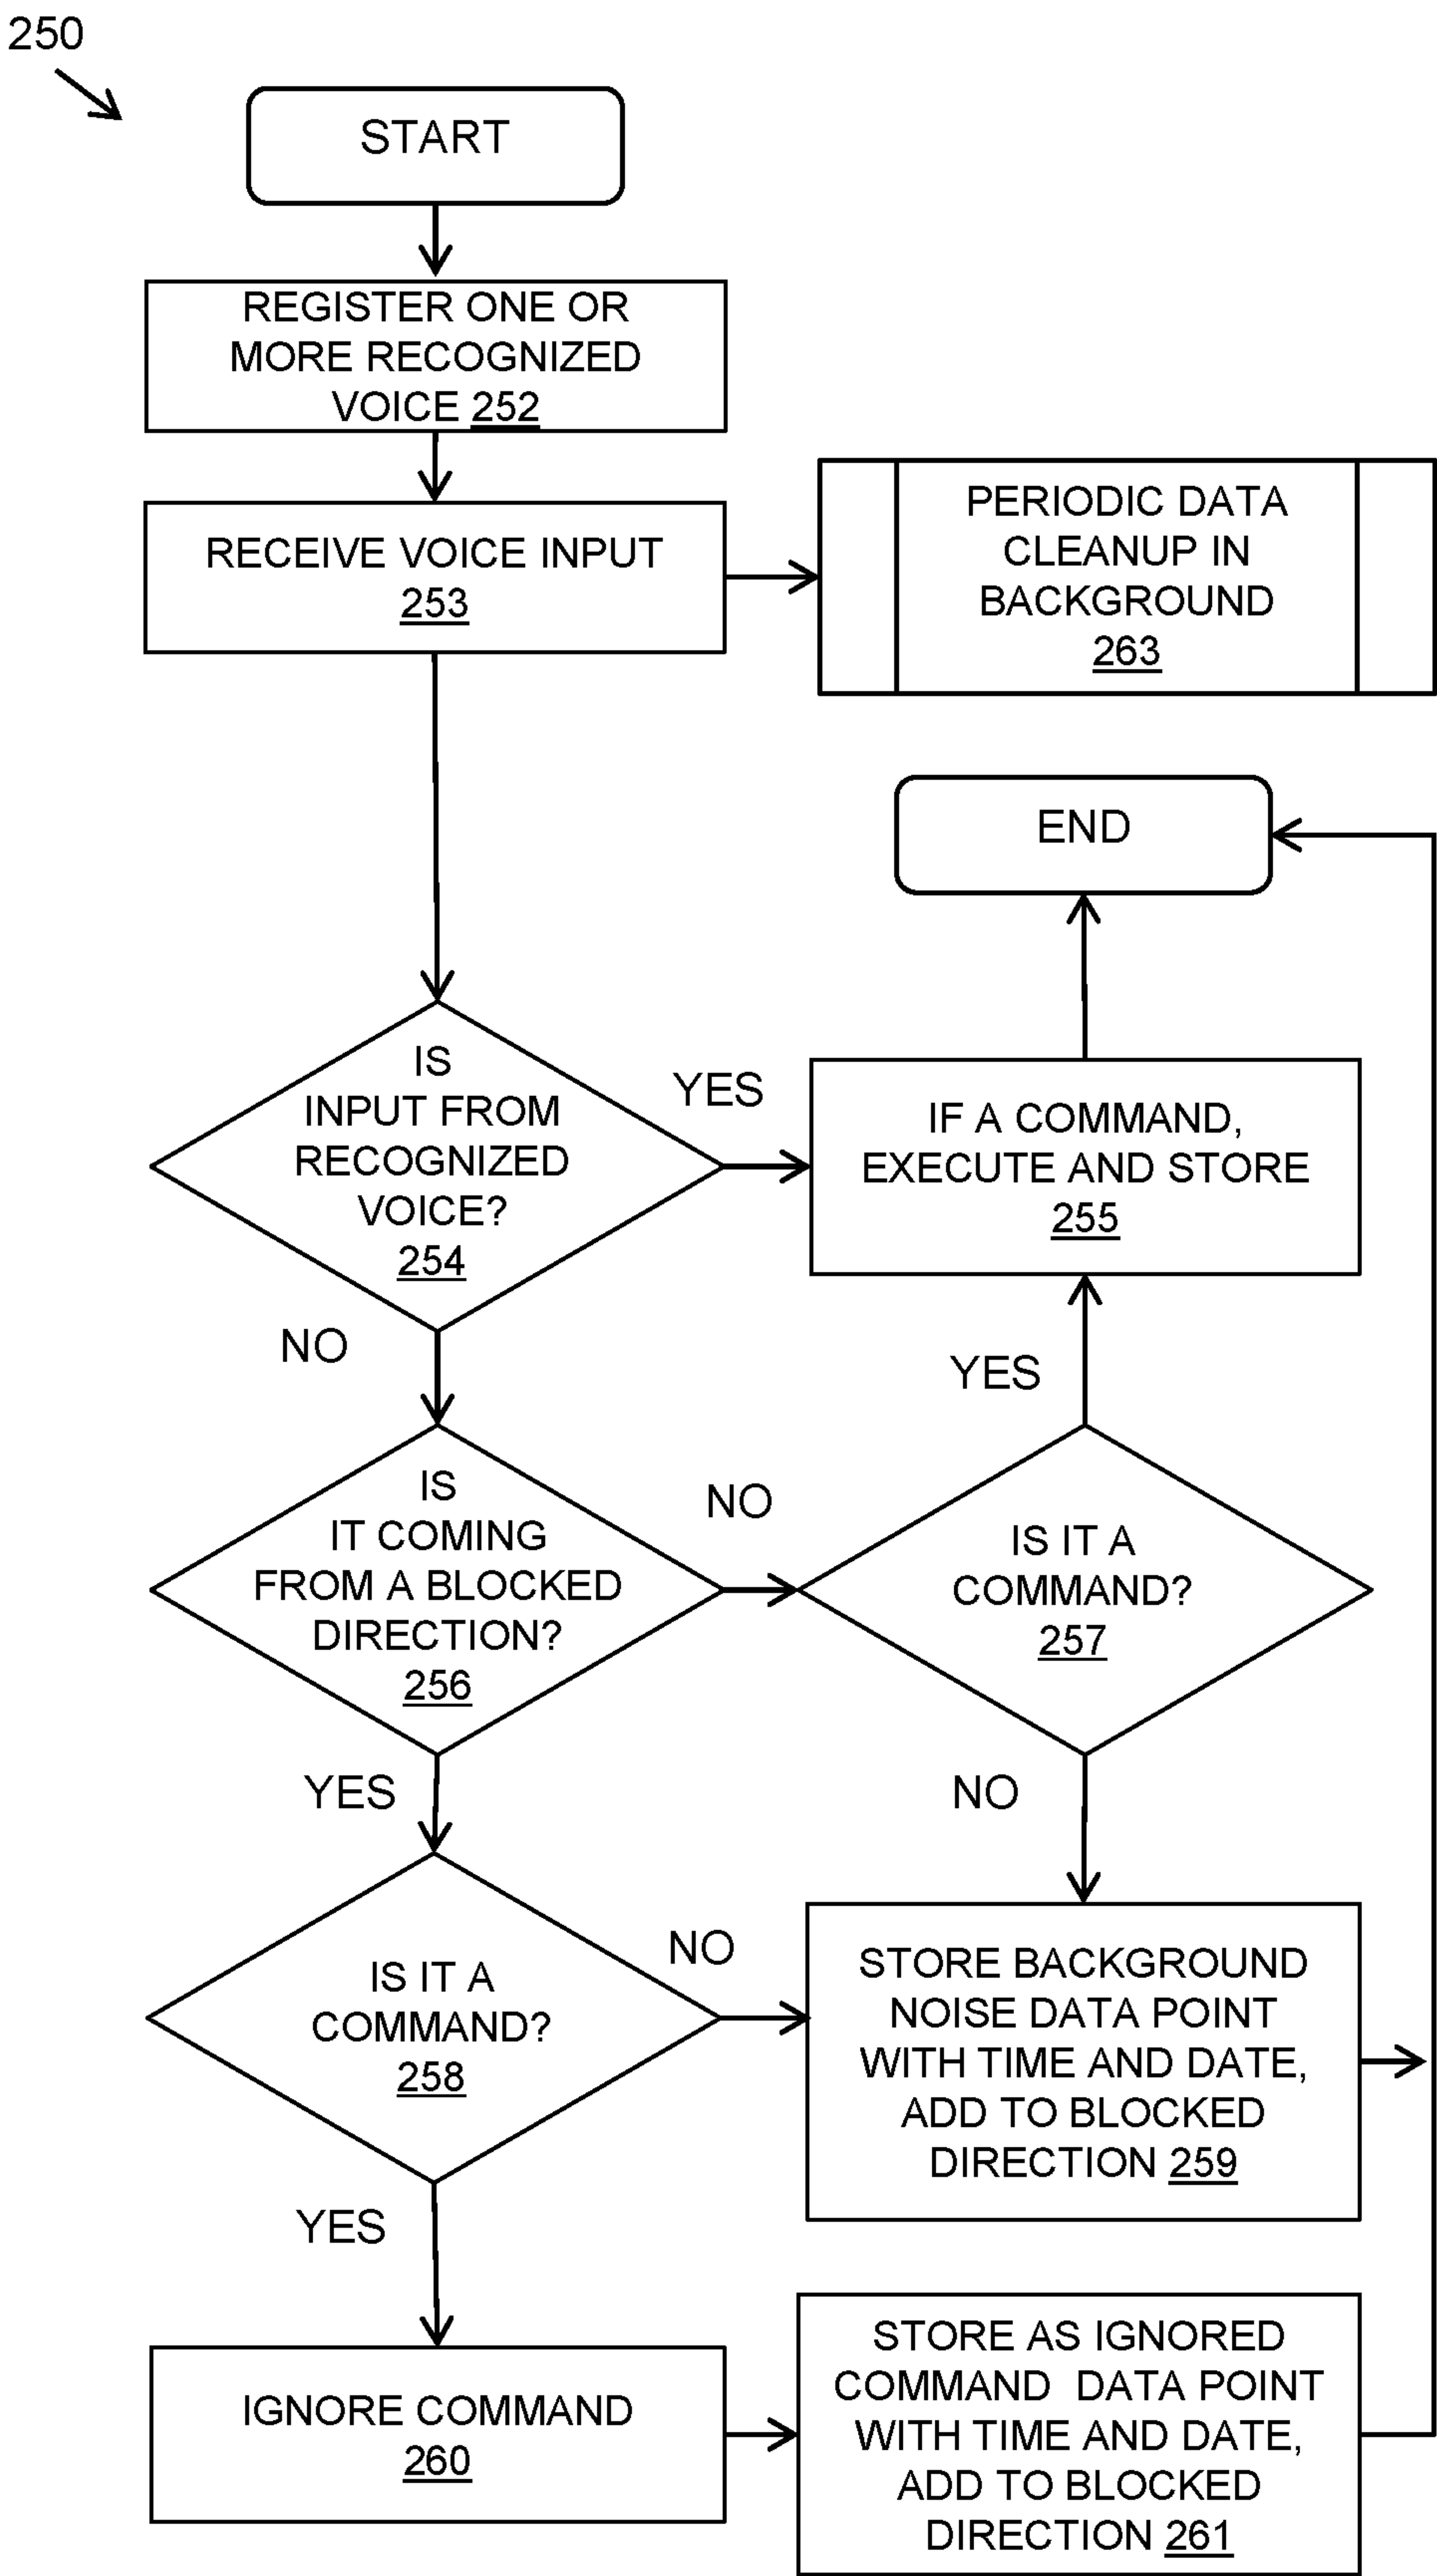 250
START
REGISTER ONE OR
MORE RECOGNIZED
VOICE 252
RECEIVE VOICE INPUT
253
PERIODIC DATA
CLEANUP IN
BACKGROUND
263
END
IS
INPUT FROM
RECOGNIZED
VOICE?
254
YES
IF A COMMAND,
EXECUTE AND STORE
255
NO
YES
IS
IT COMING
FROM A BLOCKED
DIRECTION?
256
NO
IS IT A
COMMAND?
257
YES
NO
IS IT A
COMMAND?
258
NO
STORE BACKGROUND
NOISE DATA POINT
WITH TIME AND DATE,
ADD TO BLOCKED
DIRECTION 259
YES
IGNORE COMMAND
260
STORE AS IGNORED
COMMAND DATA POINT
WITH TIME AND DATE,
ADD TO BLOCKED
DIRECTION 261